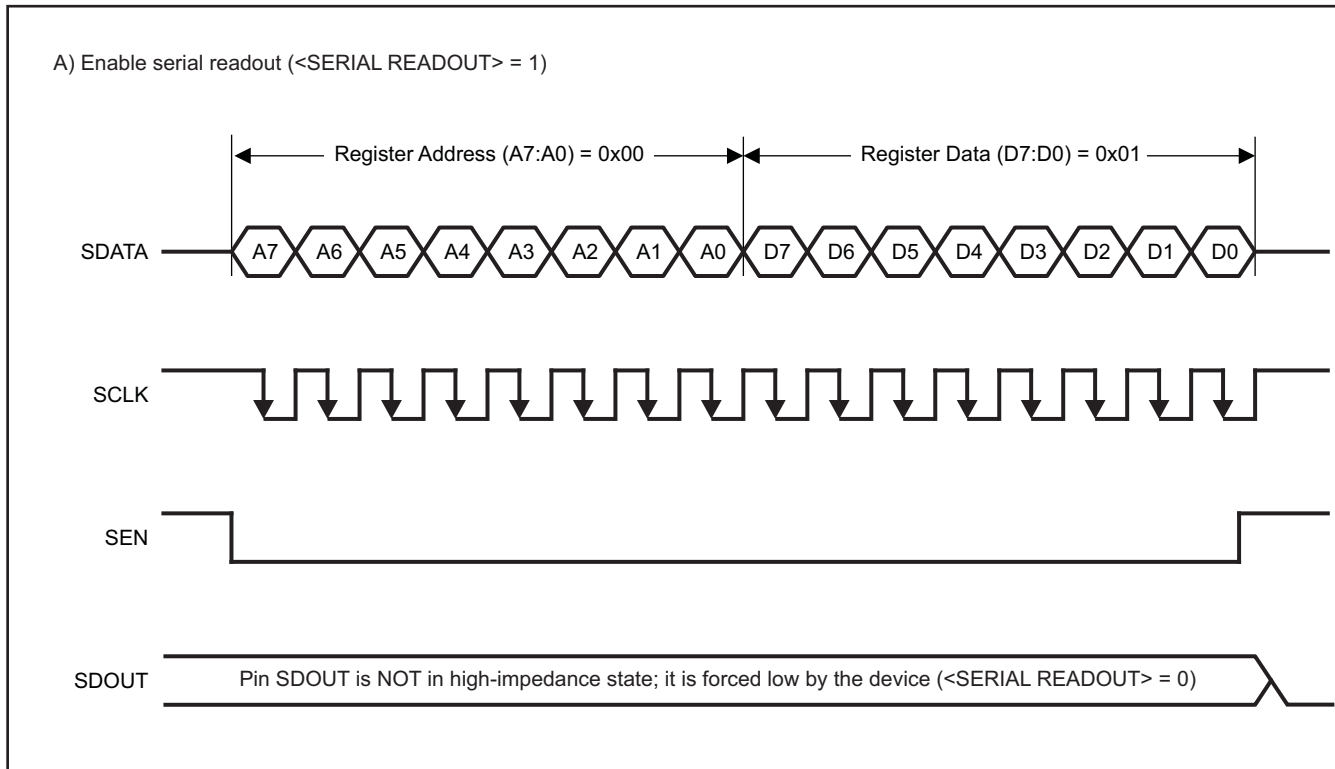 A) Enable serial readout (<SERIAL READOUT> = 1)
Register Address (A7:A0) = 0x00 Register Data (D7:D0) = 0x01
SDATA A7 A6 A5 A4 A3 A2 A1 A0 D7 D6 D5 D4 D3 D2 D1 D0
SCLK
SEN
SDOUT Pin SDOUT is NOT in high-impedance state; it is forced low by the device (<SERIAL READOUT> = 0)